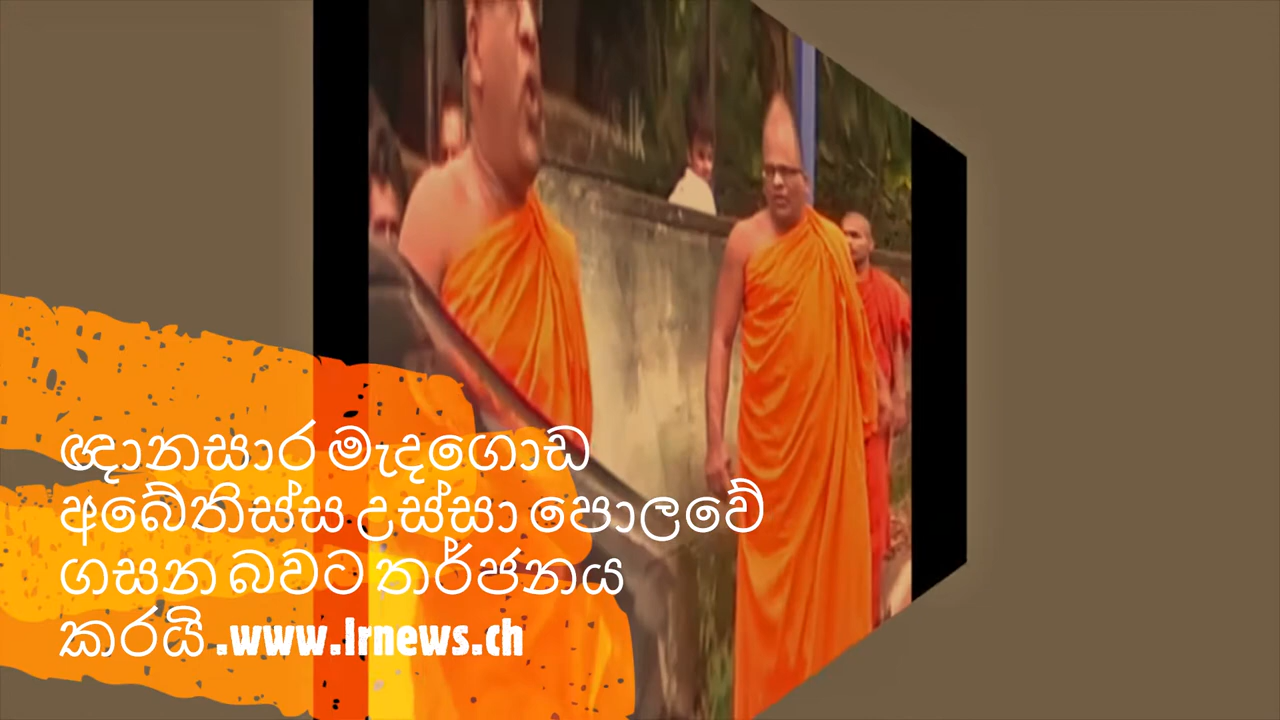 ඥානසාර මැදගොඩ
අබේතිස්ස උස්සා පොලවේ
ගසන බවට තර්ජනය
කරයි .www.lrnews.ch